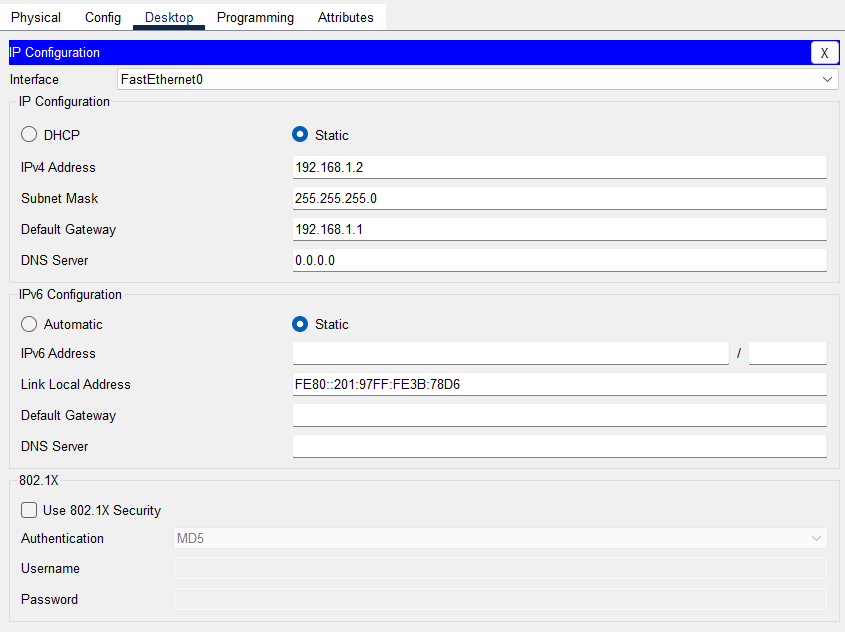 Physical Config Desktop Programming Attributes
IP Configuration X
Interface FastEthernet0
IP Configuration
DHCP Static
IPv4 Address 192.168.1.2
Subnet Mask 255.255.255.0
Default Gateway 192.168.1.1
DNS Server 0.0.0.0
IPv6 Configuration
Automatic Static
IPv6 Address /
Link Local Address FE80::201:97FF:FE3B:78D6
Default Gateway
DNS Server
802.1X
Use 802.1X Security
Authentication MD5
Username
Password